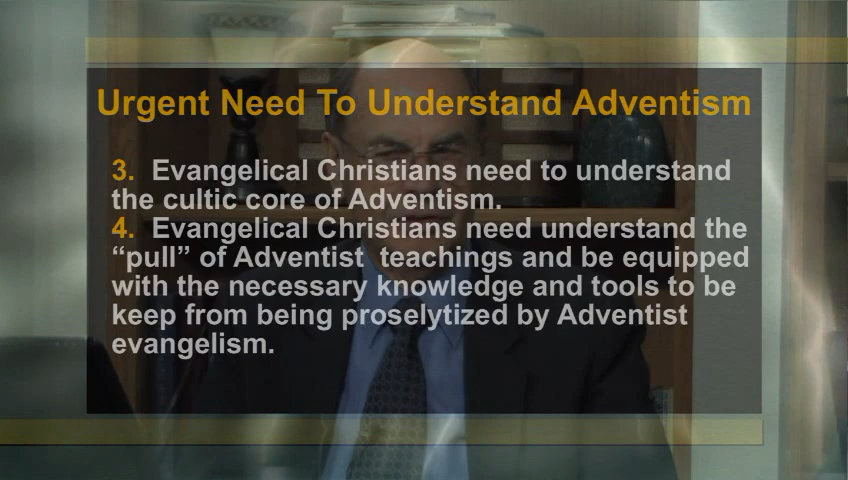 Urgent Need To Understand Adventism
3. Evangelical Christians need to understand
the cultic core of Adventism.
4. Evangelical Christians need understand the
“pull” of Adventist teachings and be equipped
with the necessary knowledge and tools to be
keep from being proselytized by Adventist
evangelism.